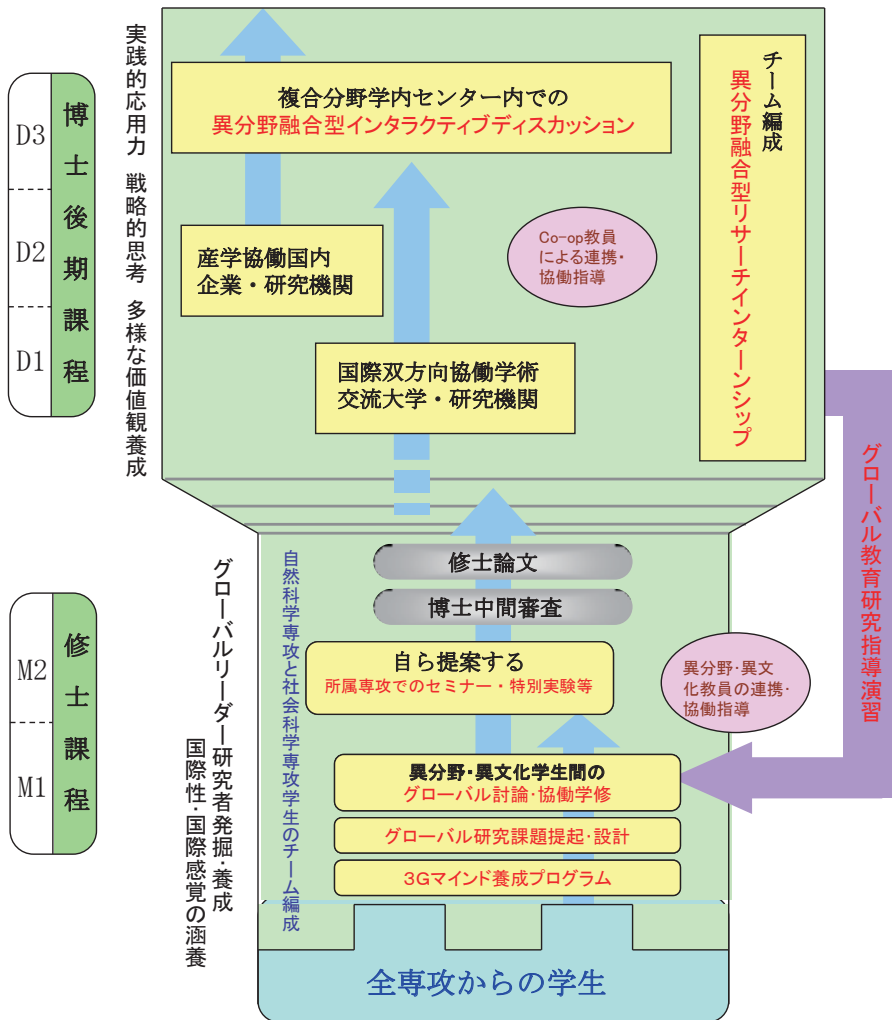 実践的応用力 戦略的思考 多様な価値観養成
博士後期課程
D3
D2
D1
複合分野学内センター内での
異分野融合型インタラクティブディスカッション
チーム編成
異分野融合型リサーチインターンシップ
産学協働国内
企業・研究機関
Co-op教員
による連携・
協働指導
国際双方向協働学術
交流大学・研究機関
グローバル教育研究指導演習
修士課程
M2
M1
グローバルリーダー研究者発掘・養成
国際性・国際感覚の涵養
自然科学専攻と社会科学専攻学生のチーム編成
修士論文
博士中間審査
自ら提案する
所属専攻でのセミナー・特別実験等
異分野・異文
化教員の連携・
協働指導
異分野・異文化学生間の
グローバル討論・協働学修
グローバル研究課題提起・設計
3Gマインド養成プログラム
全専攻からの学生